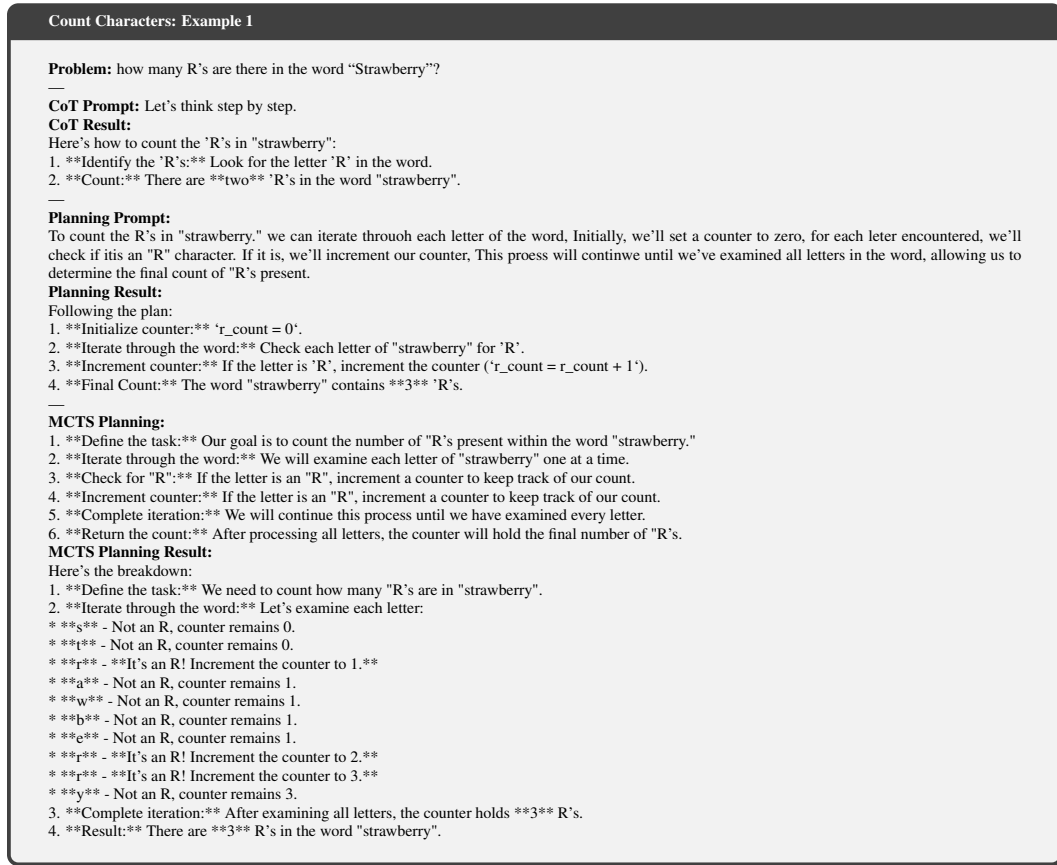 Count Characters: Example 1
Problem: how many R's are there in the word “Strawberry”?
—
CoT Prompt: Let's think step by step.
CoT Result:
Here's how to count the 'R's in "strawberry":
1. **Identify the 'R's:** Look for the letter 'R' in the word.
2. **Count:** There are **two** 'R's in the word "strawberry".
—
Planning Prompt:
To count the R's in "strawberry." we can iterate throuoh each letter of the word, Initially, we'll set a counter to zero, for each leter encountered, we'll
check if itis an "R" character. If it is, we'll increment our counter, This proess will continwe until we've examined all letters in the word, allowing us to
determine the final count of "R's present.
Planning Result:
Following the plan:
1. **Initialize counter:** ‘r_count = 0‘.
2. **Iterate through the word:** Check each letter of "strawberry" for 'R'.
3. **Increment counter:** If the letter is 'R', increment the counter (‘r_count = r_count + 1‘).
4. **Final Count:** The word "strawberry" contains **3** 'R's.
—
MCTS Planning:
1. **Define the task:** Our goal is to count the number of "R's present within the word "strawberry."
2. **Iterate through the word:** We will examine each letter of "strawberry" one at a time.
3. **Check for "R":** If the letter is an "R", increment a counter to keep track of our count.
4. **Increment counter:** If the letter is an "R", increment a counter to keep track of our count.
5. **Complete iteration:** We will continue this process until we have examined every letter.
6. **Return the count:** After processing all letters, the counter will hold the final number of "R's.
MCTS Planning Result:
Here's the breakdown:
1. **Define the task:** We need to count how many "R's are in "strawberry".
2. **Iterate through the word:** Let's examine each letter:
* **s** - Not an R, counter remains 0.
* **t** - Not an R, counter remains 0.
* **r** - **It's an R! Increment the counter to 1.**
* **a** - Not an R, counter remains 1.
* **w** - Not an R, counter remains 1.
* **b** - Not an R, counter remains 1.
* **e** - Not an R, counter remains 1.
* **r** - **It's an R! Increment the counter to 2.**
* **r** - **It's an R! Increment the counter to 3.**
* **y** - Not an R, counter remains 3.
3. **Complete iteration:** After examining all letters, the counter holds **3** R's.
4. **Result:** There are **3** R's in the word "strawberry".